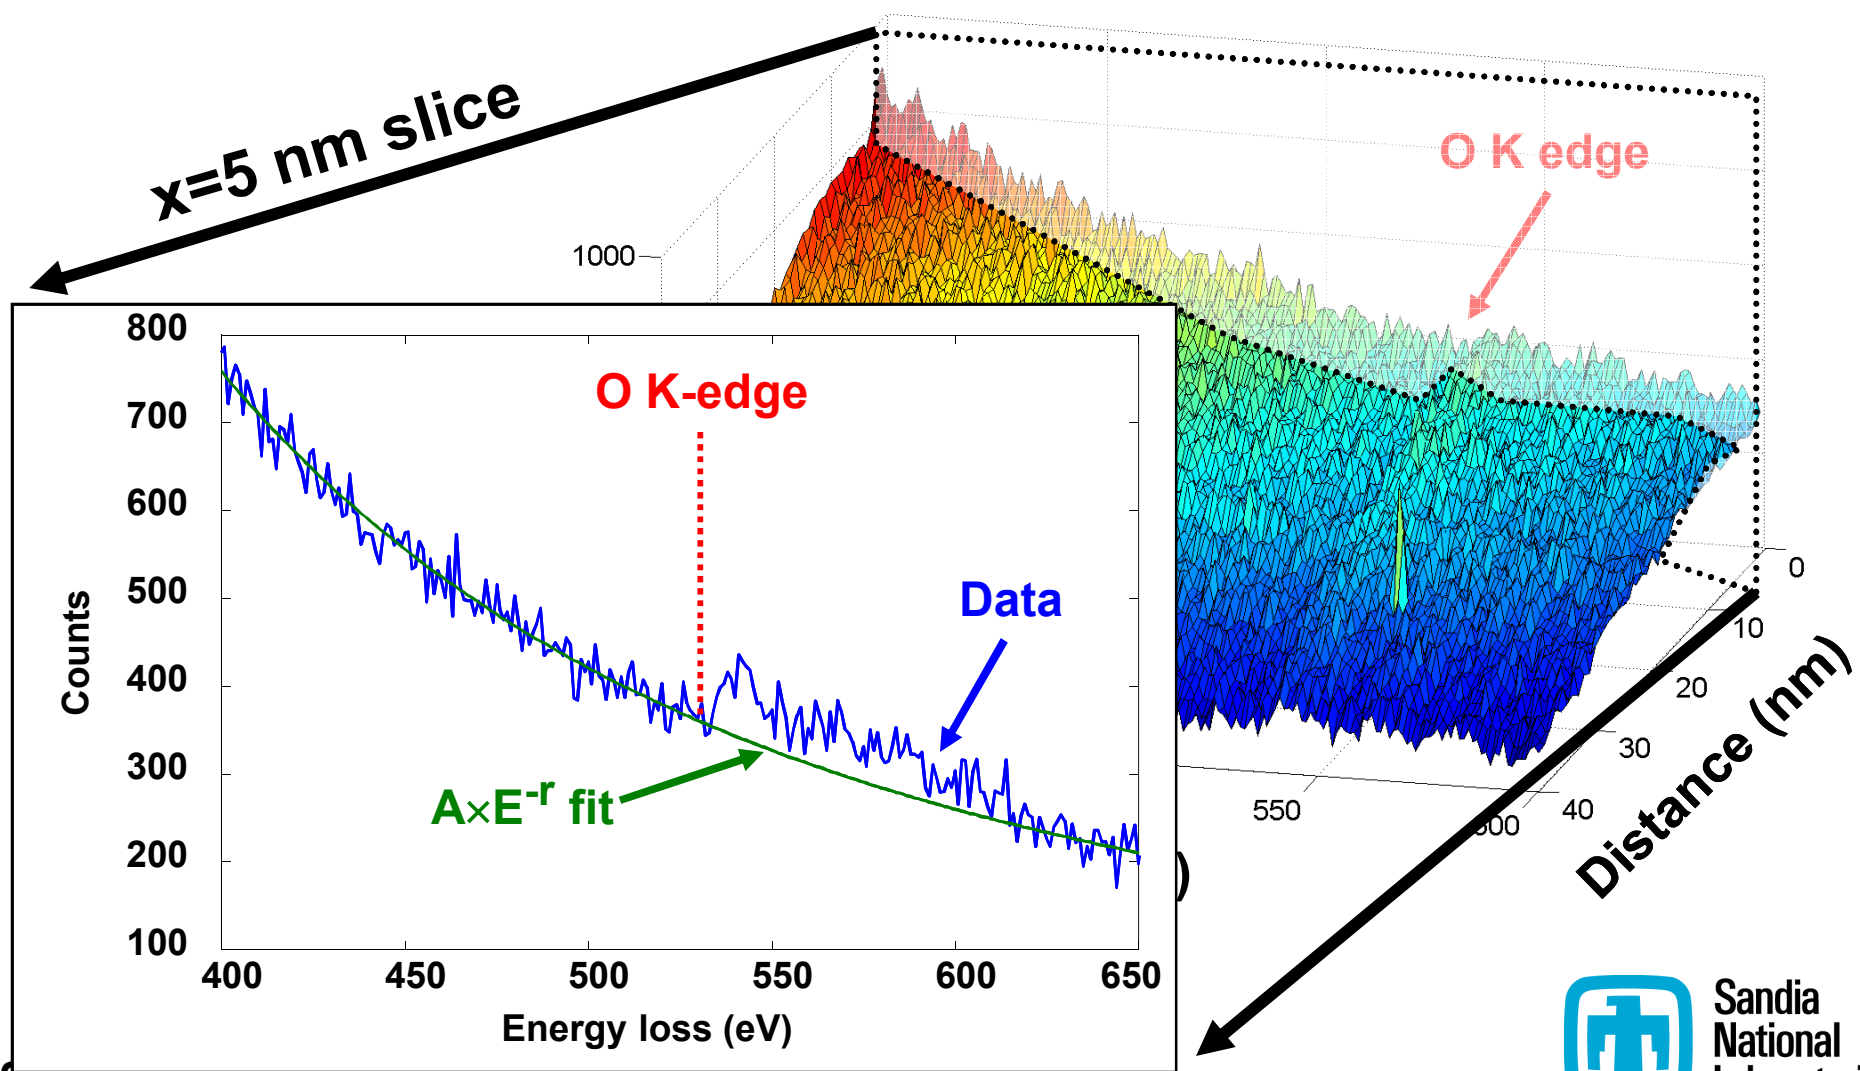 x=5 nm slice
O K edge
1000
800
700
600
500
400
300
200
100
Counts
O K-edge
Data
A×E-r fit
400 450 500 550 600 650
Energy loss (eV)
0
10
20
30
40
550
)
Distance (nm)
Sandia
National